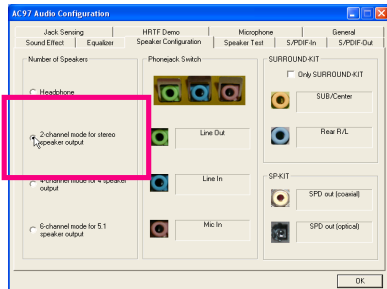 AC97 Audio Configuration
Jack Sensing HRTF Demo Microphone General
Sound Effect Equalizer Speaker Configuration Speaker Test S/PDIF-In S/PDIF-Out
Number of Speakers
Headphone
2-channel mode for stereo
speaker output
4-channel mode for 4 speaker
output
6-channel mode for 5.1
speaker output
Phonejack Switch
Line Out
Line In
Mic In
SURROUND-KIT
Only SURROUND-KIT
SUB/Center
Rear R/L
SP-KIT
SPD out (coaxial)
SPD out (optical)
OK